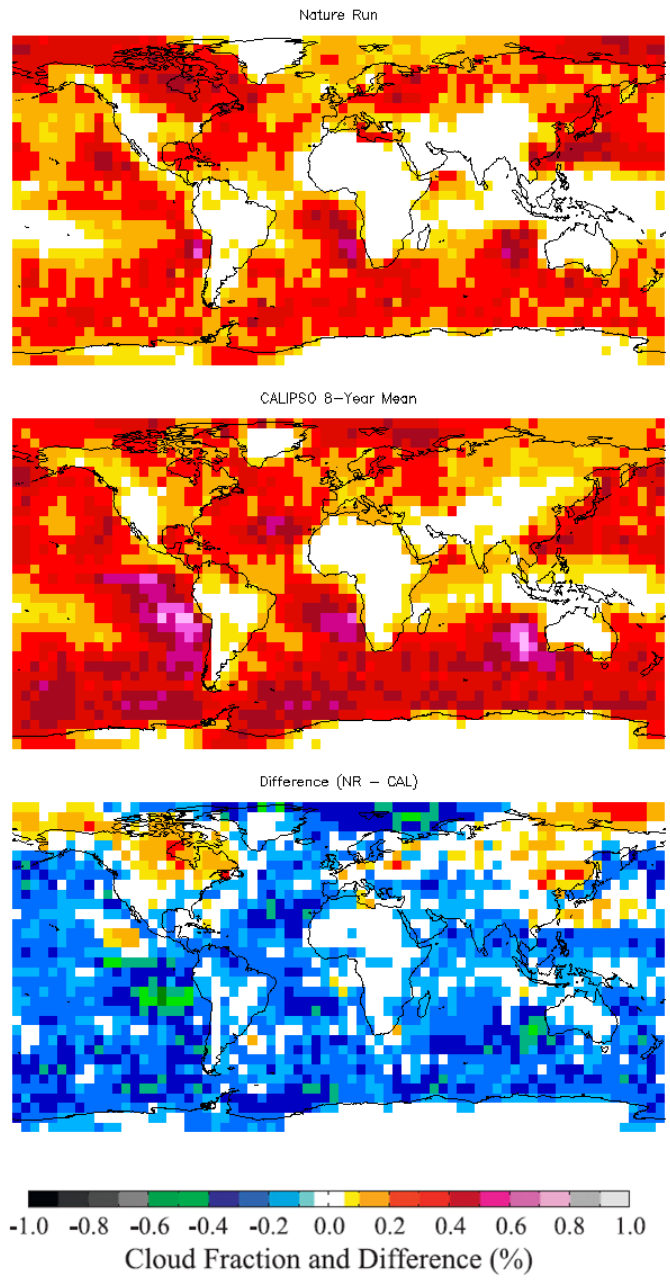 Nature Run
CALIPSO 8-Year Mean
Difference (NR - CAL)
-1.0 -0.8 -0.6 -0.4 -0.2 0.0 0.2 0.4 0.6 0.8 1.0
Cloud Fraction and Difference (%)